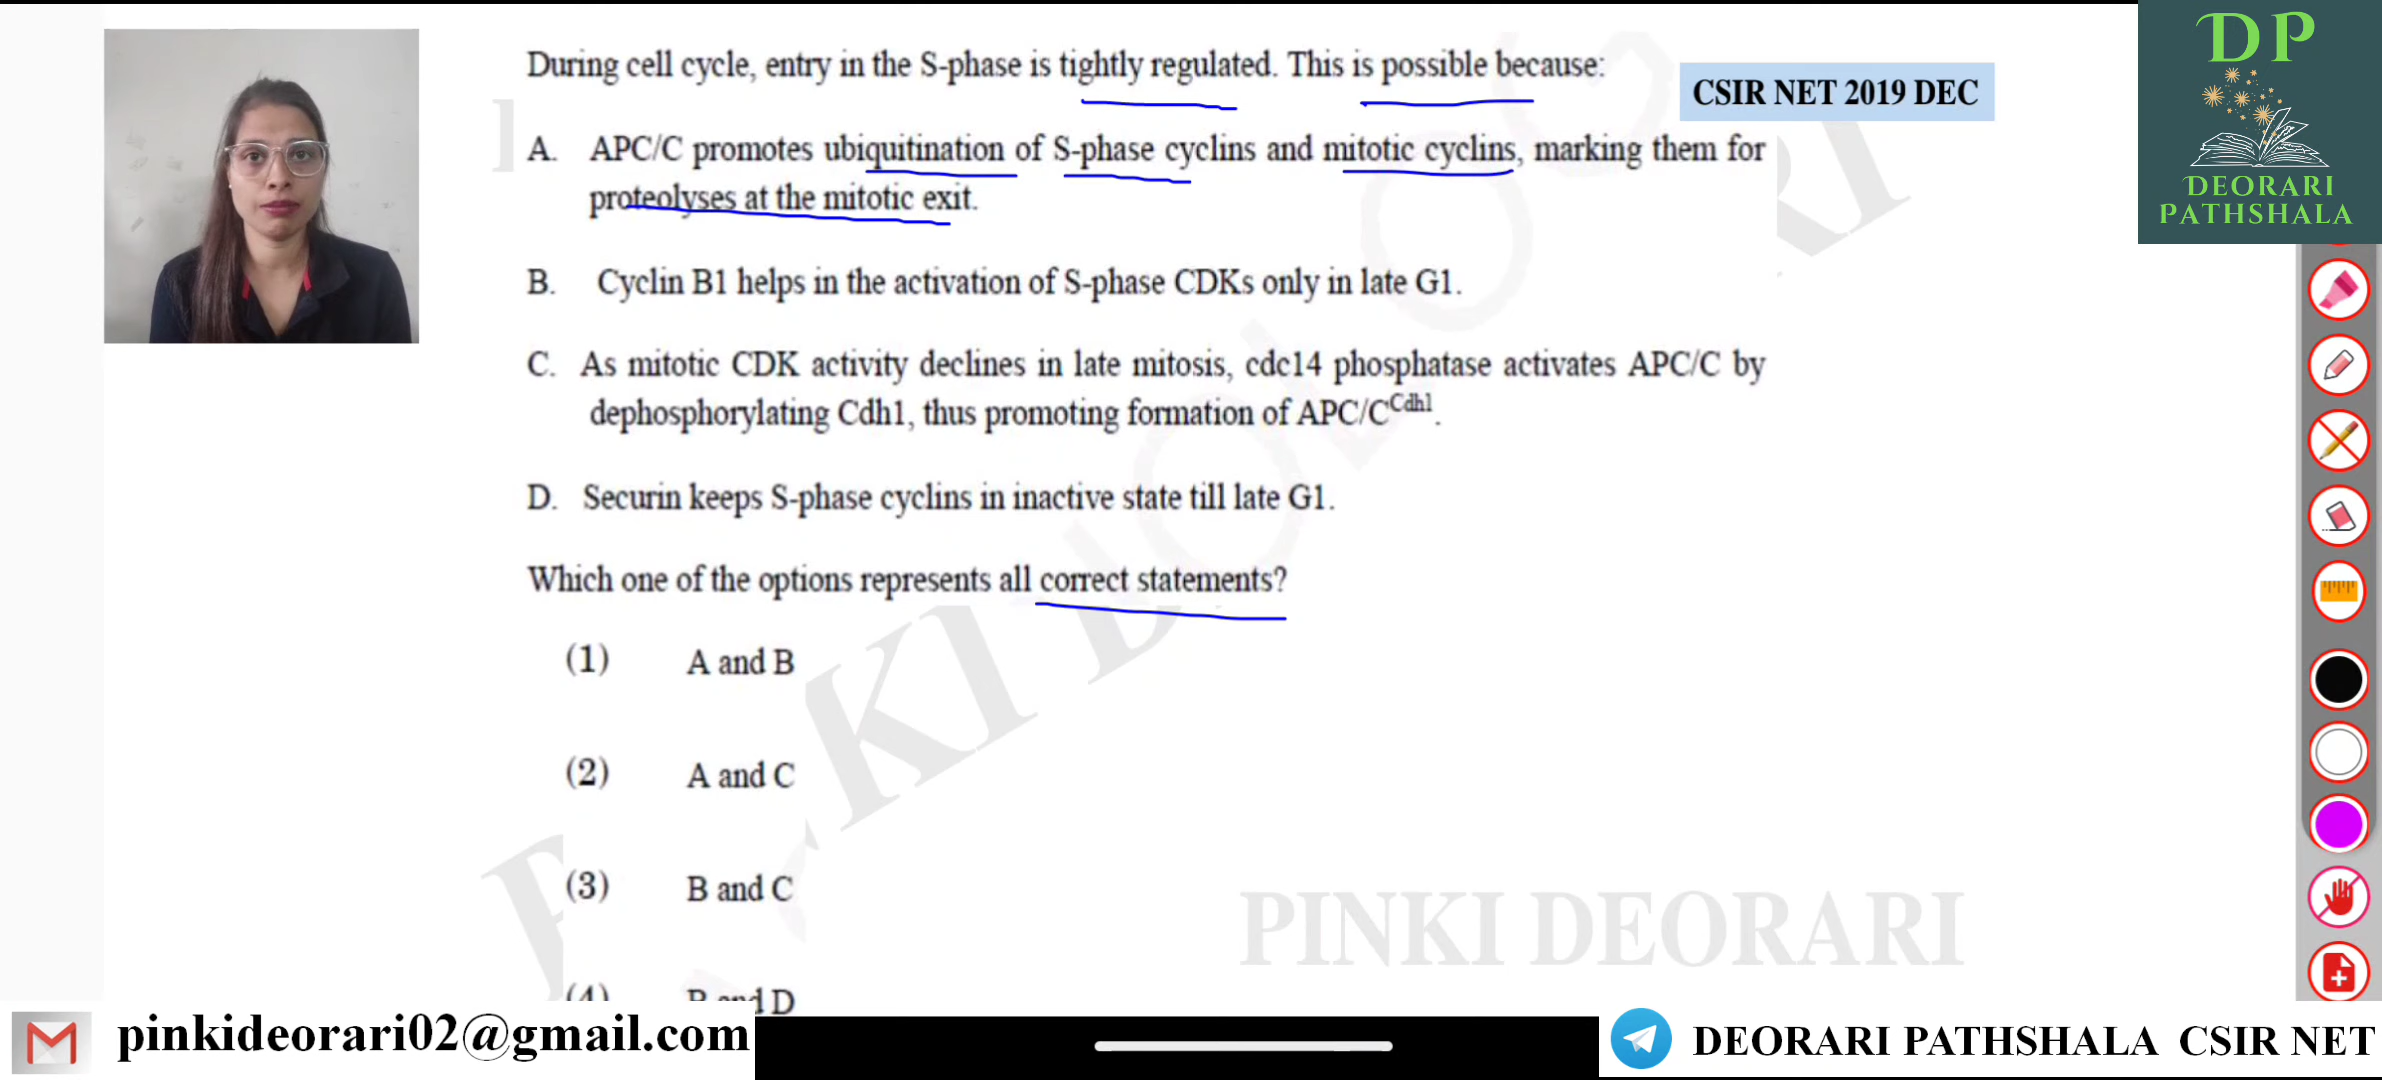 During cell cycle, entry in the S-phase is tightly regulated. This is possible because:
CSIR NET 2019 DEC
A. APC/C promotes ubiquitination of S-phase cyclins and mitotic cyclins, marking them for
proteolyses at the mitotic exit.
B. Cyclin B1 helps in the activation of S-phase CDKs only in late G1.
C. As mitotic CDK activity declines in late mitosis, cdc14 phosphatase activates APC/C by
dephosphorylating Cdh1, thus promoting formation of APC/C^Cdh1.
D. Securin keeps S-phase cyclins in inactive state till late G1.
Which one of the options represents all correct statements?
(1) A and B
(2) A and C
(3) B and C
(4) B and D
DP
DEORARI
PATHSHALA
PINKI DEORARI
pinkideorari02@gmail.com
DEORARI PATHSHALA CSIR NET